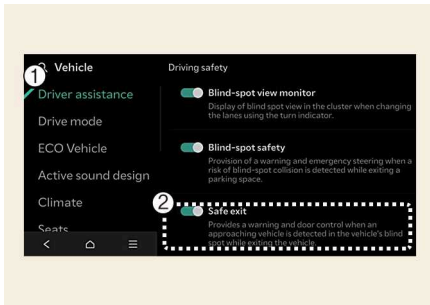 Vehicle
Driving safety
1
Driver assistance
Drive mode
ECO Vehicle
Active sound design
Climate
Seats
Blind-spot view monitor
Display of blind spot view in the cluster when changing
the lanes using the turn indicator.
Blind-spot safety
Provision of a warning and emergency steering when a
risk of blind-spot collision is detected while exiting a
parking space.
2
Safe exit
Provides a warning and door control when an
approaching vehicle is detected in the vehicle's blind
spot while exiting the vehicle.